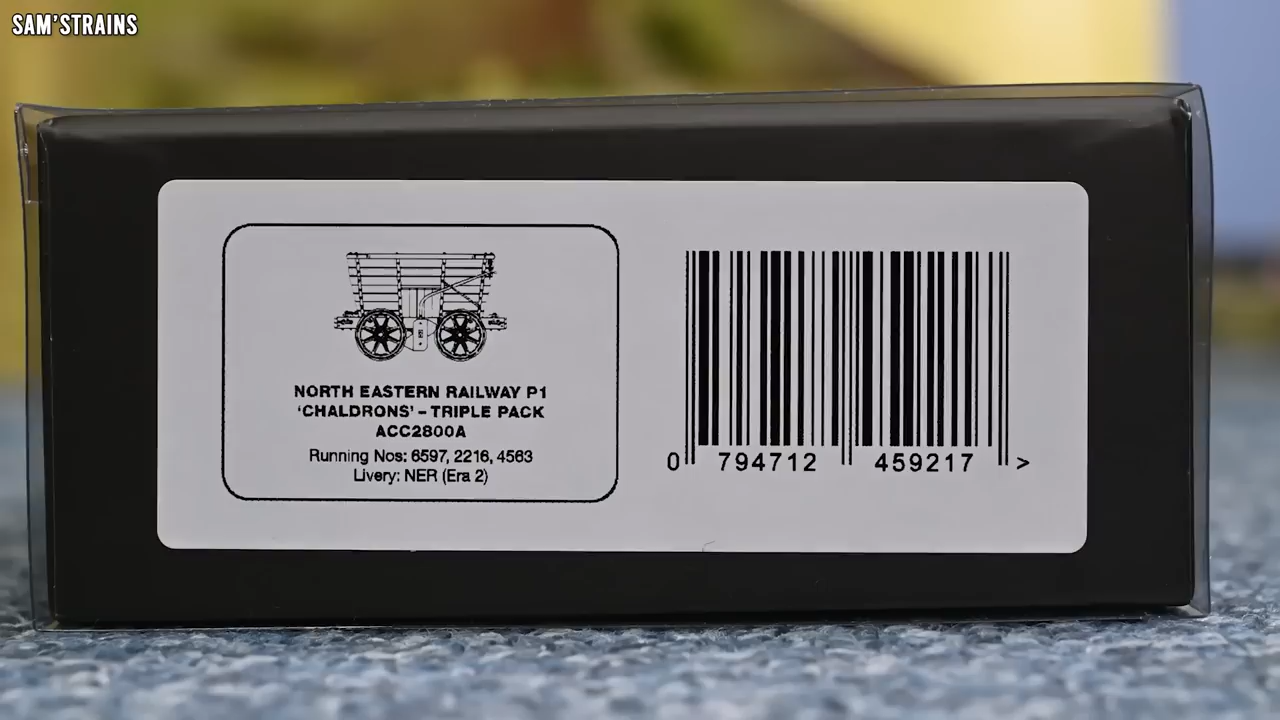 SAM'STRAINS
NORTH EASTERN RAILWAY P1
‘CHALDRONS’ – TRIPLE PACK
ACC2800A
Running Nos: 6597, 2216, 4563
Livery: NER (Era 2)
0 794712 459217 >